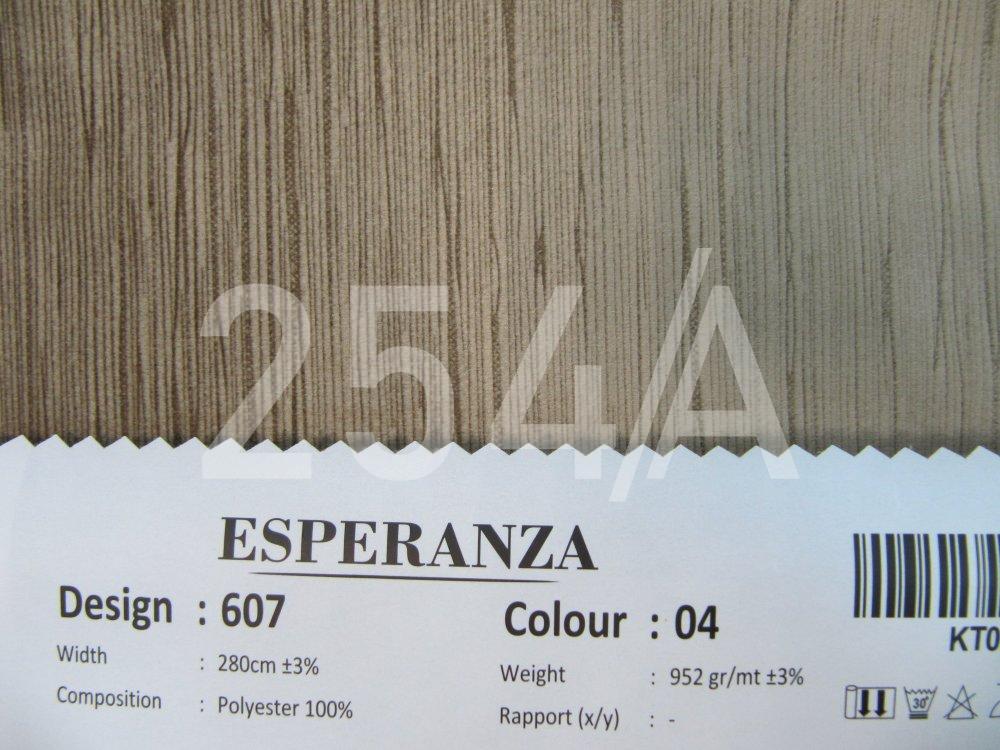 254/A
ESPERANZA
Design : 607
Colour : 04
KT0
Width : 280cm ±3%
Weight : 952 gr/mt ±3%
Composition : Polyester 100%
Rapport (x/y) : -
30°